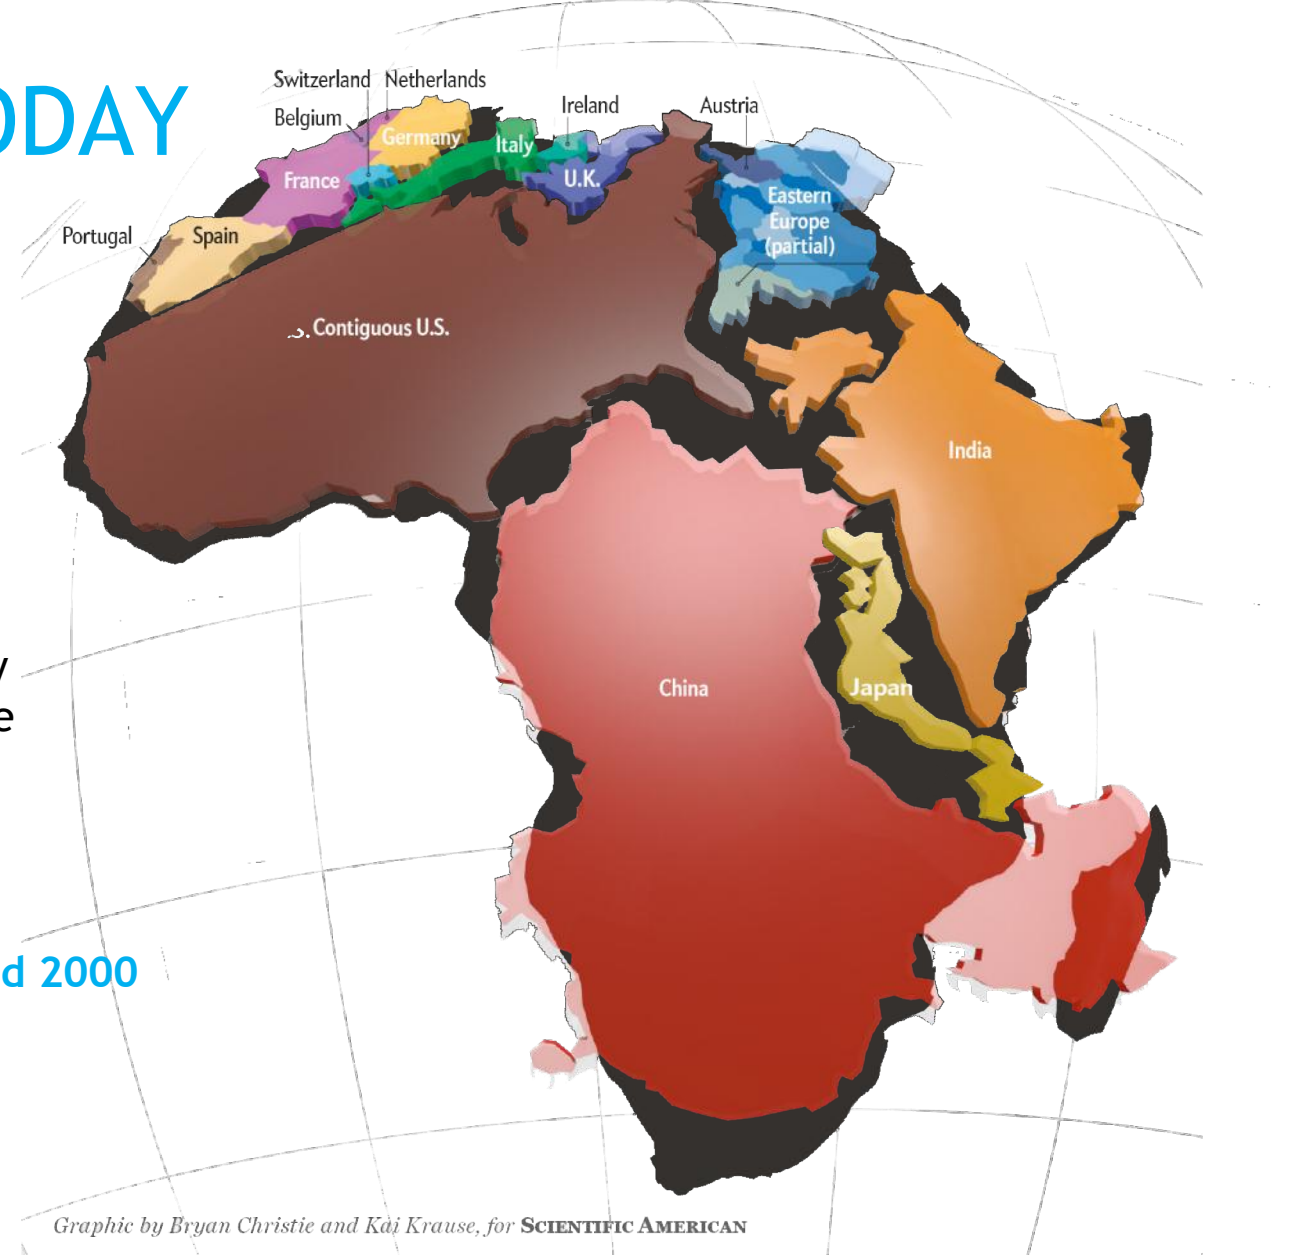 ODAY
Switzerland Netherlands
Belgium
Ireland
Austria
Germany
Italy
France
U.K.
Eastern
Europe
(partial)
Portugal
Spain
s. Contiguous U.S.
India
y
e
China
Japan
d 2000
Graphic by Bryan Christie and Kai Krause, for SCIENTIFIC AMERICAN